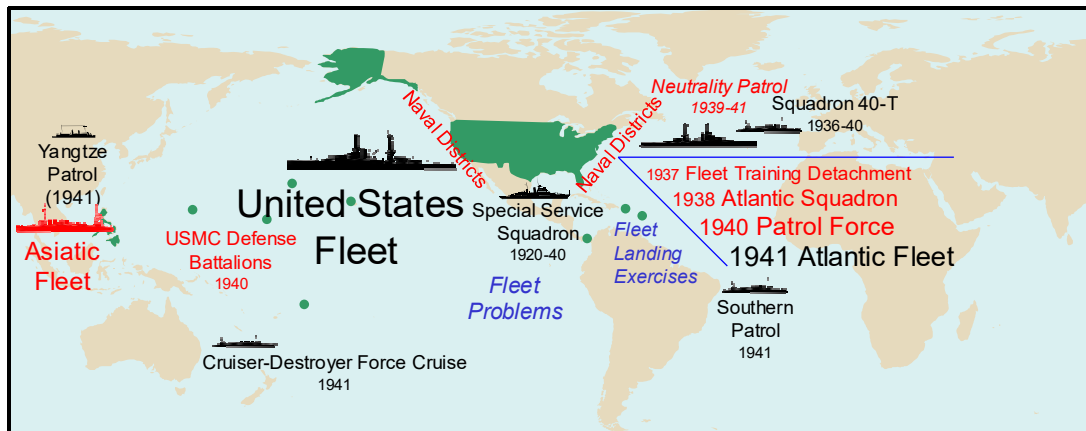 Neutrality Patrol
1939-41
Squadron 40-T
1936-40
Naval Districts
Naval Districts
Yangtze
Patrol
(1941)
Asiatic
Fleet
USMC Defense
Battalions
1940
United States
Fleet
Special Service
Squadron
1920-40
Fleet
Problems
Fleet
Landing
Exercises
1937 Fleet Training Detachment
1938 Atlantic Squadron
1940 Patrol Force
1941 Atlantic Fleet
Southern
Patrol
1941
Cruiser-Destroyer Force Cruise
1941